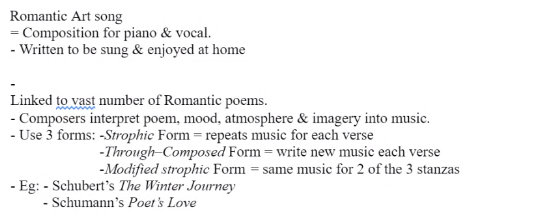 Romantic Art song
= Composition for piano & vocal.
- Written to be sung & enjoyed at home
-
Linked to vast number of Romantic poems.
- Composers interpret poem, mood, atmosphere & imagery into music.
- Use 3 forms: -Strophic Form = repeats music for each verse
-Through–Composed Form = write new music each verse
-Modified strophic Form = same music for 2 of the 3 stanzas
- Eg: - Schubert's The Winter Journey
- Schumann's Poet's Love